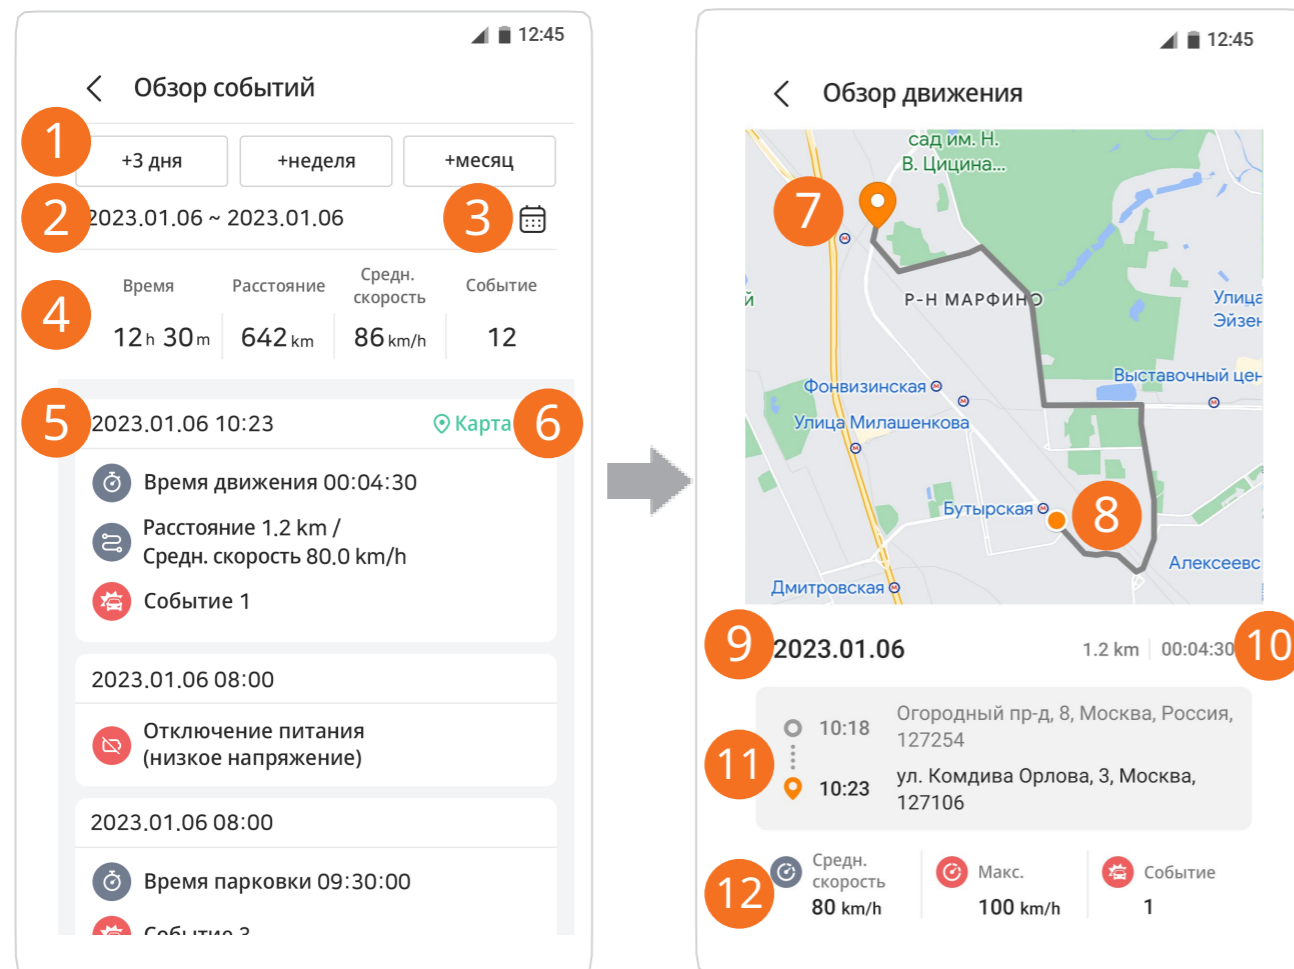 12:45
Обзор событий
1
+3 дня
+неделя
+месяц
2
2023.01.06 ~ 2023.01.06
3
4
Время
Расстояние
Средн.
скорость
Событие
12 h 30 m
642 km
86 km/h
12
5
2023.01.06 10:23
Карта
6
Время движения 00:04:30
Расстояние 1.2 km /
Средн. скорость 80.0 km/h
Событие 1
2023.01.06 08:00
Отключение питания
(низкое напряжение)
2023.01.06 08:00
Время парковки 09:30:00
Событие 3
12:45
Обзор движения
сад им. Н.
В. Цицина...
7
й
Р-Н МАРФИНО
Улица
Эйзен
Выставочный цен
Фонвизинская
Улица Милашенкова
Бутырская
8
Алексеевс
Дмитровская
9
2023.01.06
1.2 km
00:04:30
10
11
10:18
Огородный пр-д, 8, Москва, Россия,
127254
10:23
ул. Комдива Орлова, 3, Москва,
127106
12
Средн.
скорость
80 km/h
Макс.
100 km/h
Событие
1